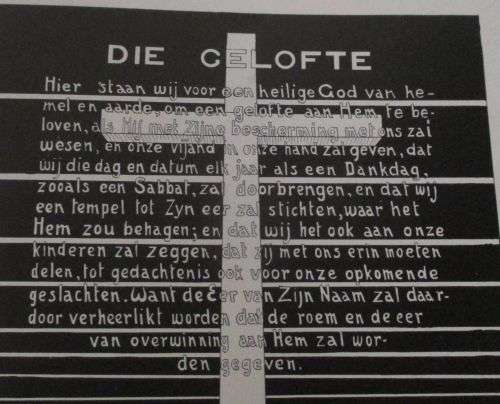 DIE GELOFTE
Hier staan wij voor een heilige God van he-
mel en aarde, om een gelofte aan Hem te be-
loven, als Hij met Zijne bescherming met ons zal
wesen, en onze vijand in onze hand zal geven, dat
wij die dag en datum elk jaar als een Dankdag,
zooals een Sabbat, zal doorbrengen, en dat wij
een tempel tot Zyn eer zal stichten, waar het
Hem zou behagen; en dat wij het ook aan onze
kinderen zal zeggen, dat zij met ons erin moeten
delen, tot gedachtenis ook voor onze opkomende
geslachten. Want de Eer van Zijn Naam zal daar-
door verheerlikt worden dat de roem en de eer
van overwinning aan Hem zal wor-
den gegeven.